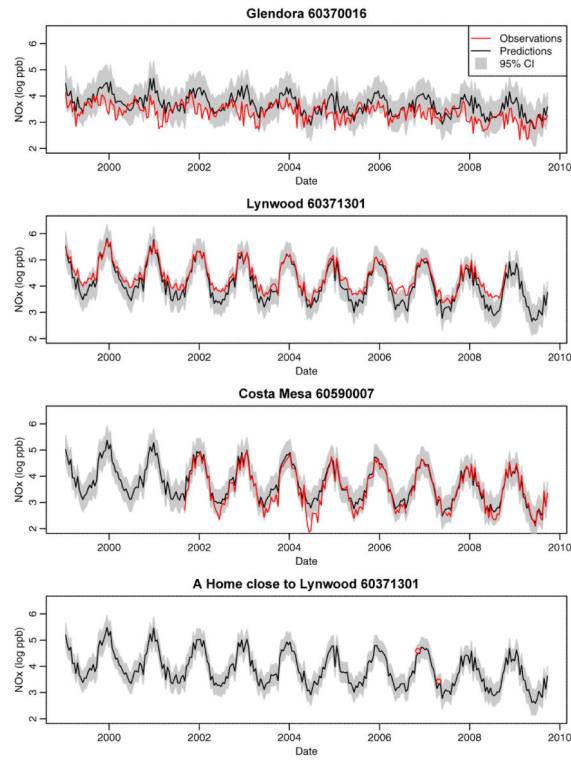 Glendora 60370016
Observations
Predictions
95% CI
NOx (log ppb)
6
5
4
3
2
2000 2002 2004 2006 2008 2010
Date
Lynwood 60371301
NOx (log ppb)
6
5
4
3
2
2000 2002 2004 2006 2008 2010
Date
Costa Mesa 60590007
NOx (log ppb)
6
5
4
3
2
2000 2002 2004 2006 2008 2010
Date
A Home close to Lynwood 60371301
NOx (log ppb)
6
5
4
3
2
2000 2002 2004 2006 2008 2010
Date